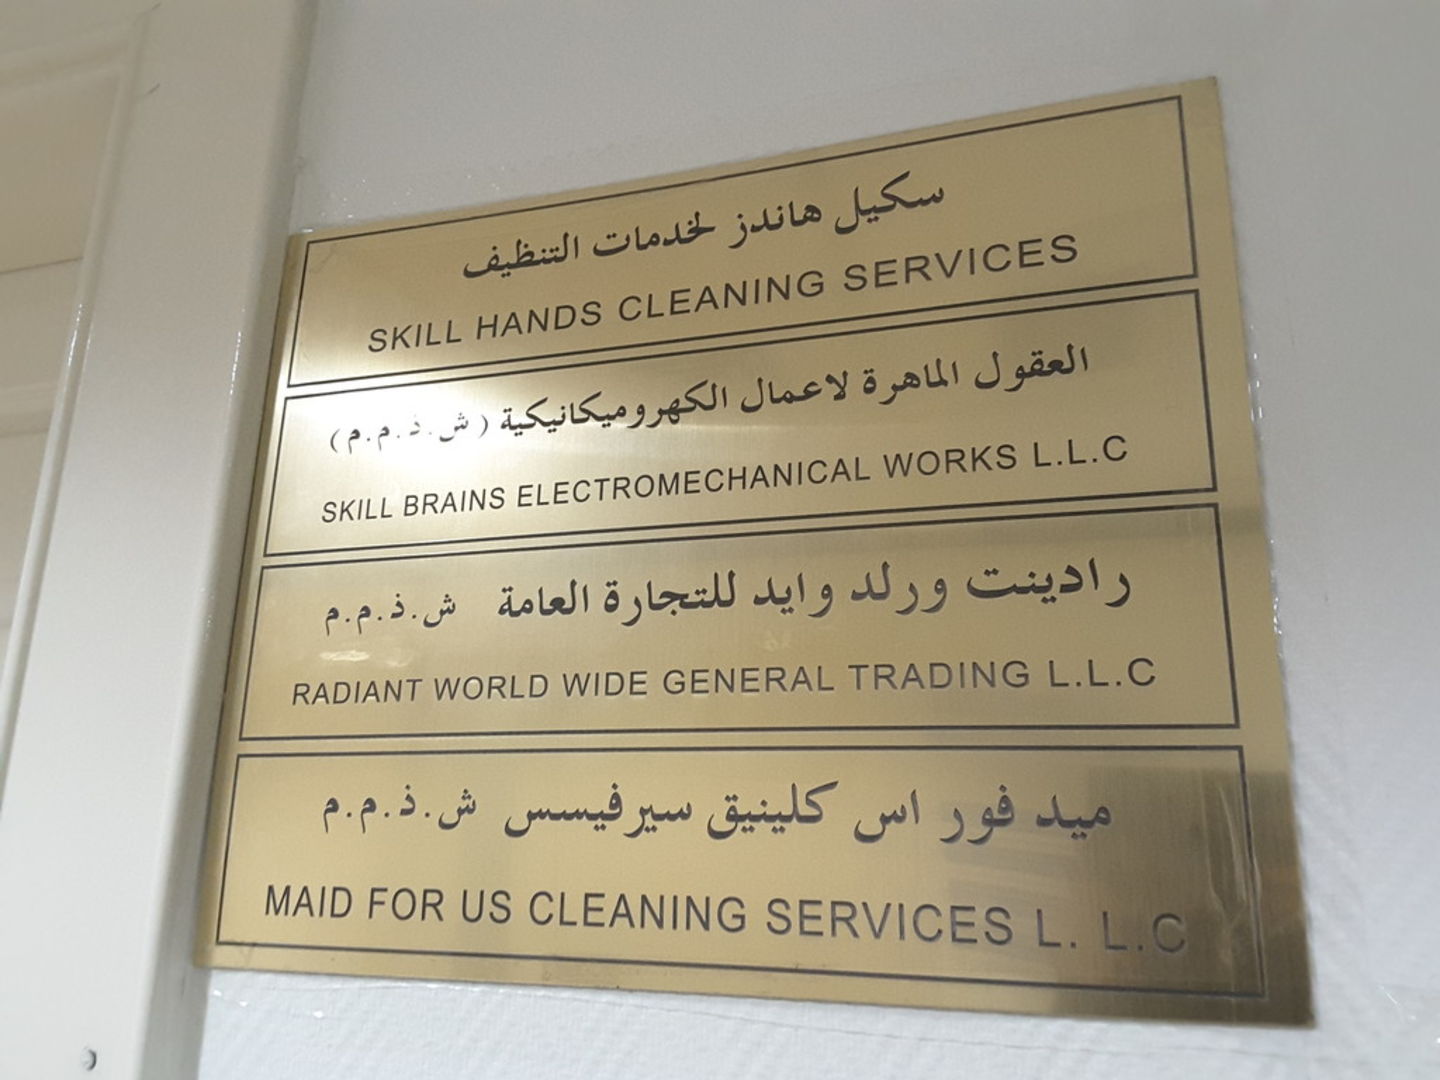 سكيل هاندز لخدمات التنظيف
SKILL HANDS CLEANING SERVICES
العقول الماهرة لاعمال الكهروميكانيكية (ش.ذ.م.م)
SKILL BRAINS ELECTROMECHANICAL WORKS L.L.C
رادينت ورلد وايد للتجارة العامة ش.ذ.م.م
RADIANT WORLD WIDE GENERAL TRADING L.L.C
ميد فور اس كلينيق سيرفيسس ش.ذ.م.م
MAID FOR US CLEANING SERVICES L. L.C